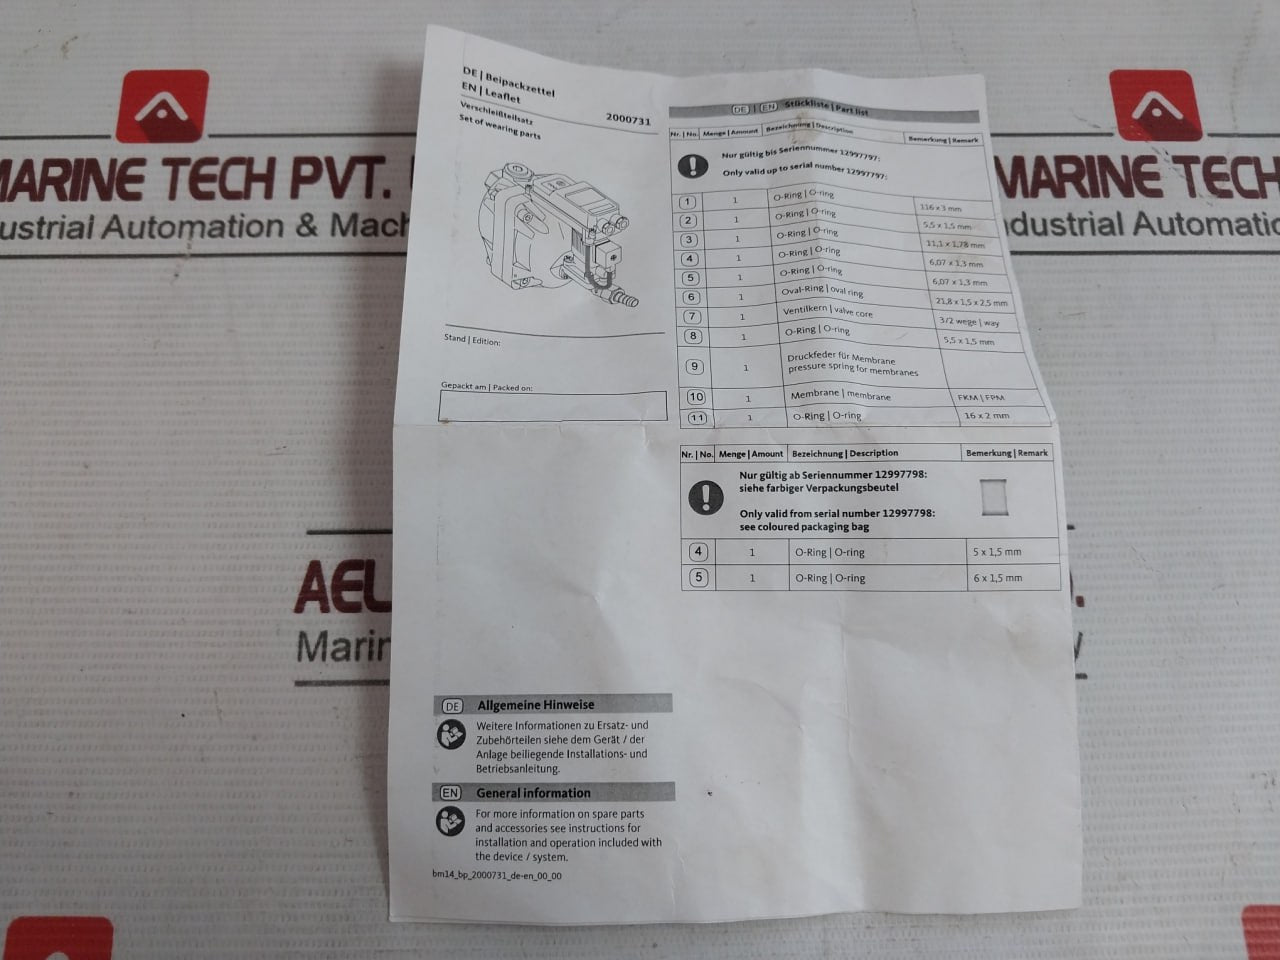 MARINE TECH PVT.
dustrial Automation & Mach
MARINE TECH
ndustrial Automation
AEL
Marin
DE | Beipackzettel
EN | Leaflet
Verschleißteilsatz
Set of wearing parts
2000731
Stand | Edition:
Gepackt am | Packed on:
DE | EN Stückliste | Part list
Nr. | No. Menge | Amount Bezeichnung | Description Bemerkung | Remark
Nur gültig bis Seriennummer 12997797:
Only valid up to serial number 12997797:
1 1 O-Ring | O-ring 116 x 3 mm
2 1 O-Ring | O-ring 5,5 x 1,5 mm
3 1 O-Ring | O-ring 11,1 x 1,78 mm
4 1 O-Ring | O-ring 6,07 x 1,3 mm
5 1 O-Ring | O-ring 6,07 x 1,3 mm
6 1 Oval-Ring | oval ring 21,8 x 1,5 x 2,5 mm
7 1 Ventilkern | valve core 3/2 wege | way
8 1 O-Ring | O-ring 5,5 x 1,5 mm
9 1 Druckfeder für Membrane
pressure spring for membranes
10 1 Membrane | membrane FKM | FPM
11 1 O-Ring | O-ring 16 x 2 mm
Nr. | No. Menge | Amount Bezeichnung | Description Bemerkung | Remark
Nur gültig ab Seriennummer 12997798:
siehe farbiger Verpackungsbeutel
Only valid from serial number 12997798:
see coloured packaging bag
4 1 O-Ring | O-ring 5 x 1,5 mm
5 1 O-Ring | O-ring 6 x 1,5 mm
DE Allgemeine Hinweise
Weitere Informationen zu Ersatz- und
Zubehörteilen siehe dem Gerät / der
Anlage beiliegende Installations- und
Betriebsanleitung.
EN General information
For more information on spare parts
and accessories see instructions for
installation and operation included with
the device / system.
bm14_bp_2000731_de-en_00_00